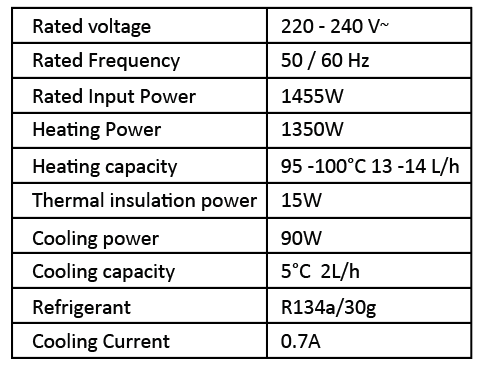 Rated voltage 220 - 240 V~
Rated Frequency 50 / 60 Hz
Rated Input Power 1455W
Heating Power 1350W
Heating capacity 95 -100°C 13 -14 L/h
Thermal insulation power 15W
Cooling power 90W
Cooling capacity 5°C 2L/h
Refrigerant R134a/30g
Cooling Current 0.7A